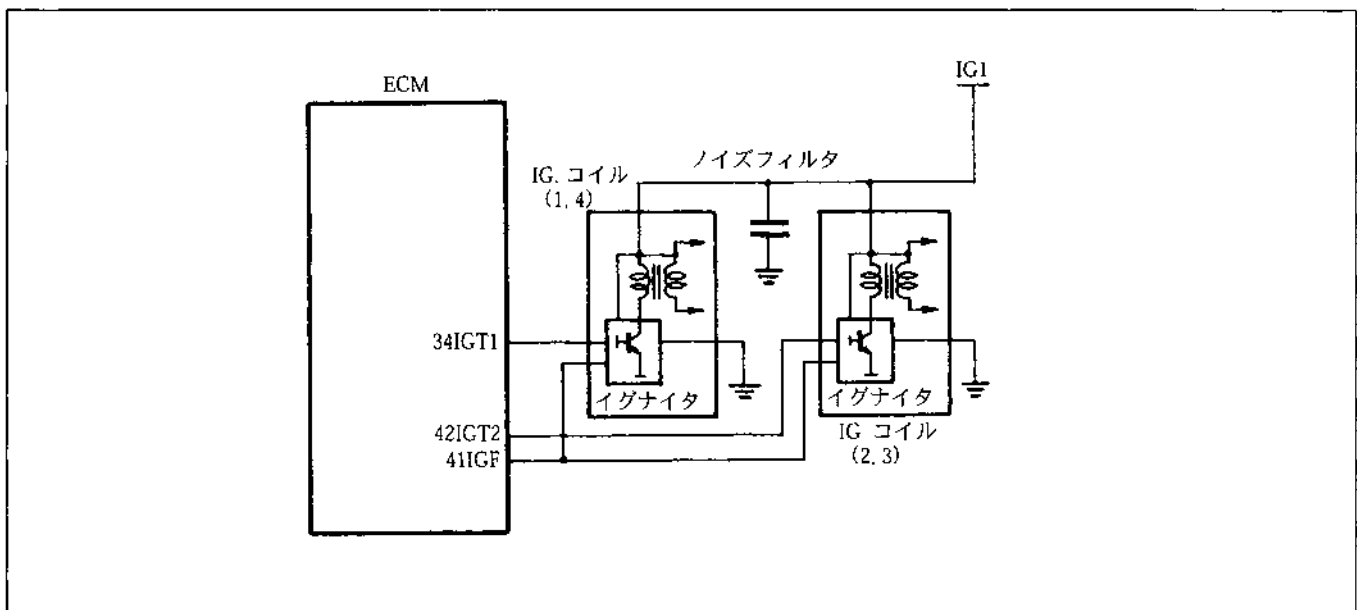 ECM
IG1
ノイズフィルタ
IG. コイル
(1, 4)
34IGT1
イグナイタ
イグナイタ
42IGT2
41IGF
IG コイル
(2, 3)